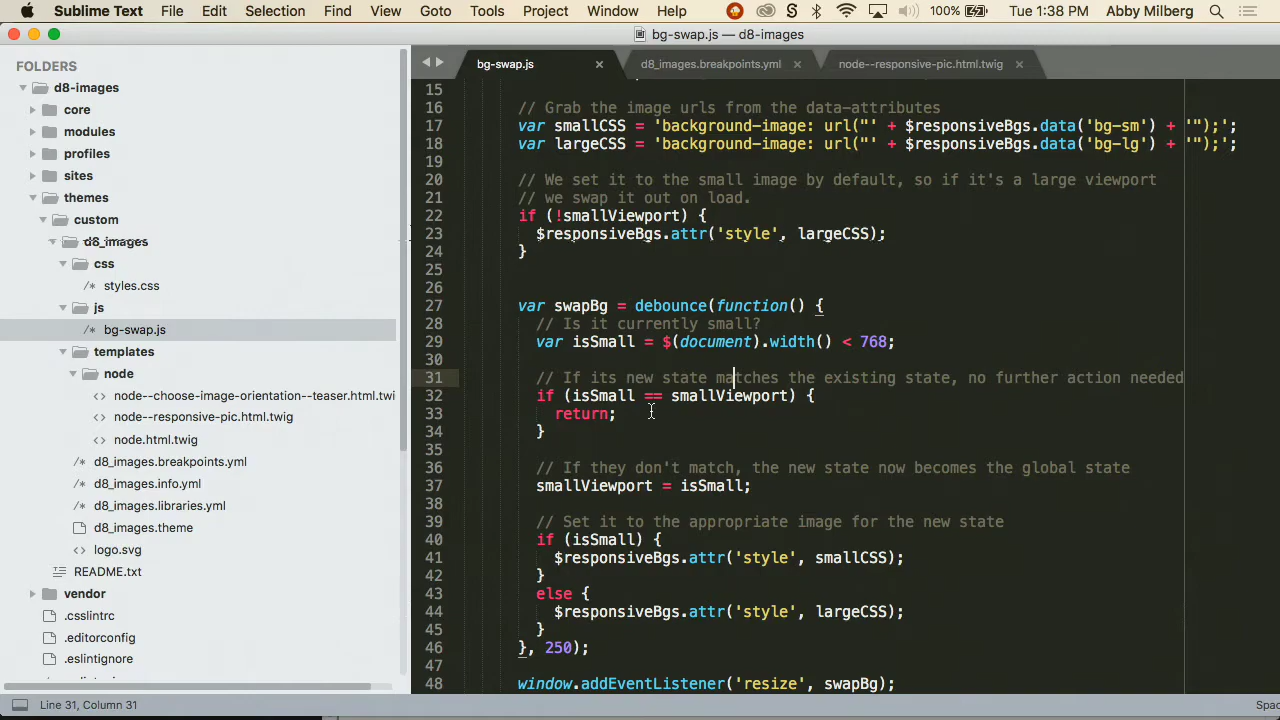 Sublime Text File Edit Selection Find View Goto Tools Project Window Help 100% Tue 1:38 PM Abby Milberg
bg-swap.js — d8-images
FOLDERS
d8-images
core
modules
profiles
sites
themes
custom
d8_images
css
styles.css
js
bg-swap.js
templates
node
node--choose-image-orientation--teaser.html.twi
node--responsive-pic.html.twig
node.html.twig
d8_images.breakpoints.yml
d8_images.info.yml
d8_images.libraries.yml
d8_images.theme
logo.svg
README.txt
vendor
.csslintrc
.editorconfig
.eslintignore
bg-swap.js d8_images.breakpoints.yml node--responsive-pic.html.twig
15
16 // Grab the image urls from the data-attributes
17 var smallCSS = 'background-image: url("' + $responsiveBgs.data('bg-sm') + '");';
18 var largeCSS = 'background-image: url("' + $responsiveBgs.data('bg-lg') + '");';
19
20 // We set it to the small image by default, so if it's a large viewport
21 // we swap it out on load.
22 if (!smallViewport) {
23 $responsiveBgs.attr('style', largeCSS);
24 }
25
26
27 var swapBg = debounce(function() {
28 // Is it currently small?
29 var isSmall = $(document).width() < 768;
30
31 // If its new state matches the existing state, no further action needed
32 if (isSmall == smallViewport) {
33 return;
34 }
35
36 // If they don't match, the new state now becomes the global state
37 smallViewport = isSmall;
38
39 // Set it to the appropriate image for the new state
40 if (isSmall) {
41 $responsiveBgs.attr('style', smallCSS);
42 }
43 else {
44 $responsiveBgs.attr('style', largeCSS);
45 }
46 }, 250);
47
48 window.addEventListener('resize', swapBg);
Line 31, Column 31 Spac